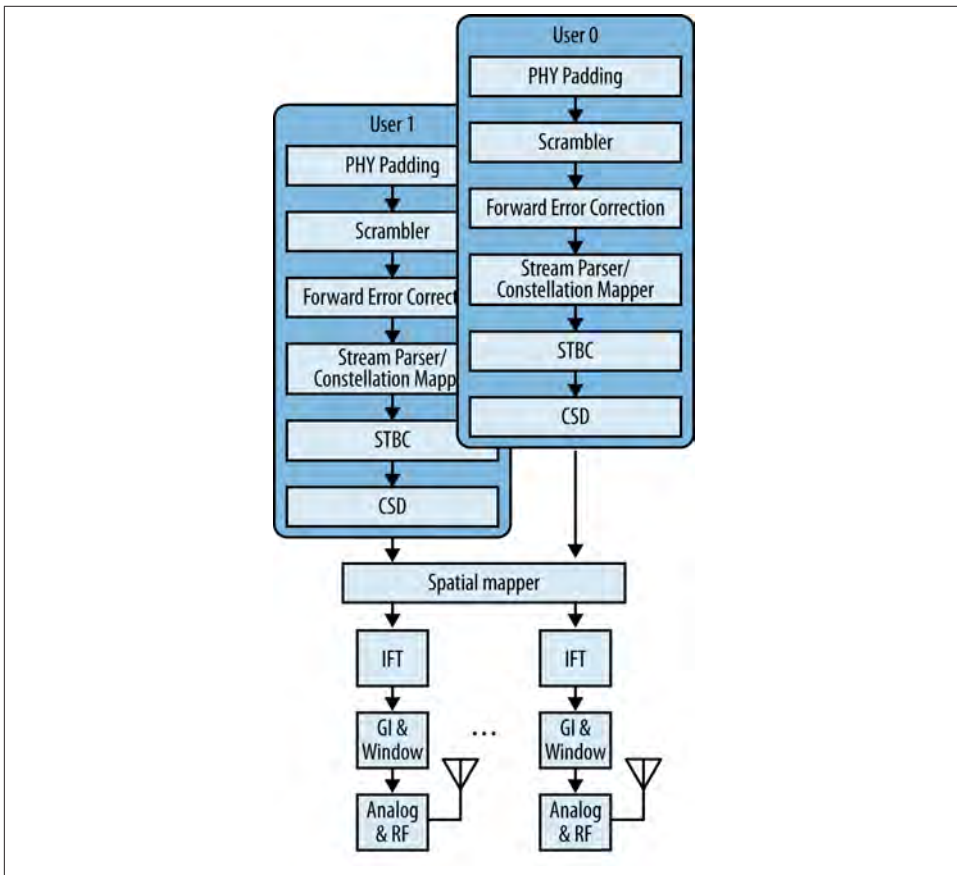 User 0
PHY Padding
Scrambler
Forward Error Correction
Stream Parser/
Constellation Mapper
STBC
CSD
User 1
PHY Padding
Scrambler
Forward Error Correct
Stream Parser/
Constellation Mapp
STBC
CSD
Spatial mapper
IFT
IFT
GI &
Window
...
GI &
Window
Analog
& RF
Analog
& RF